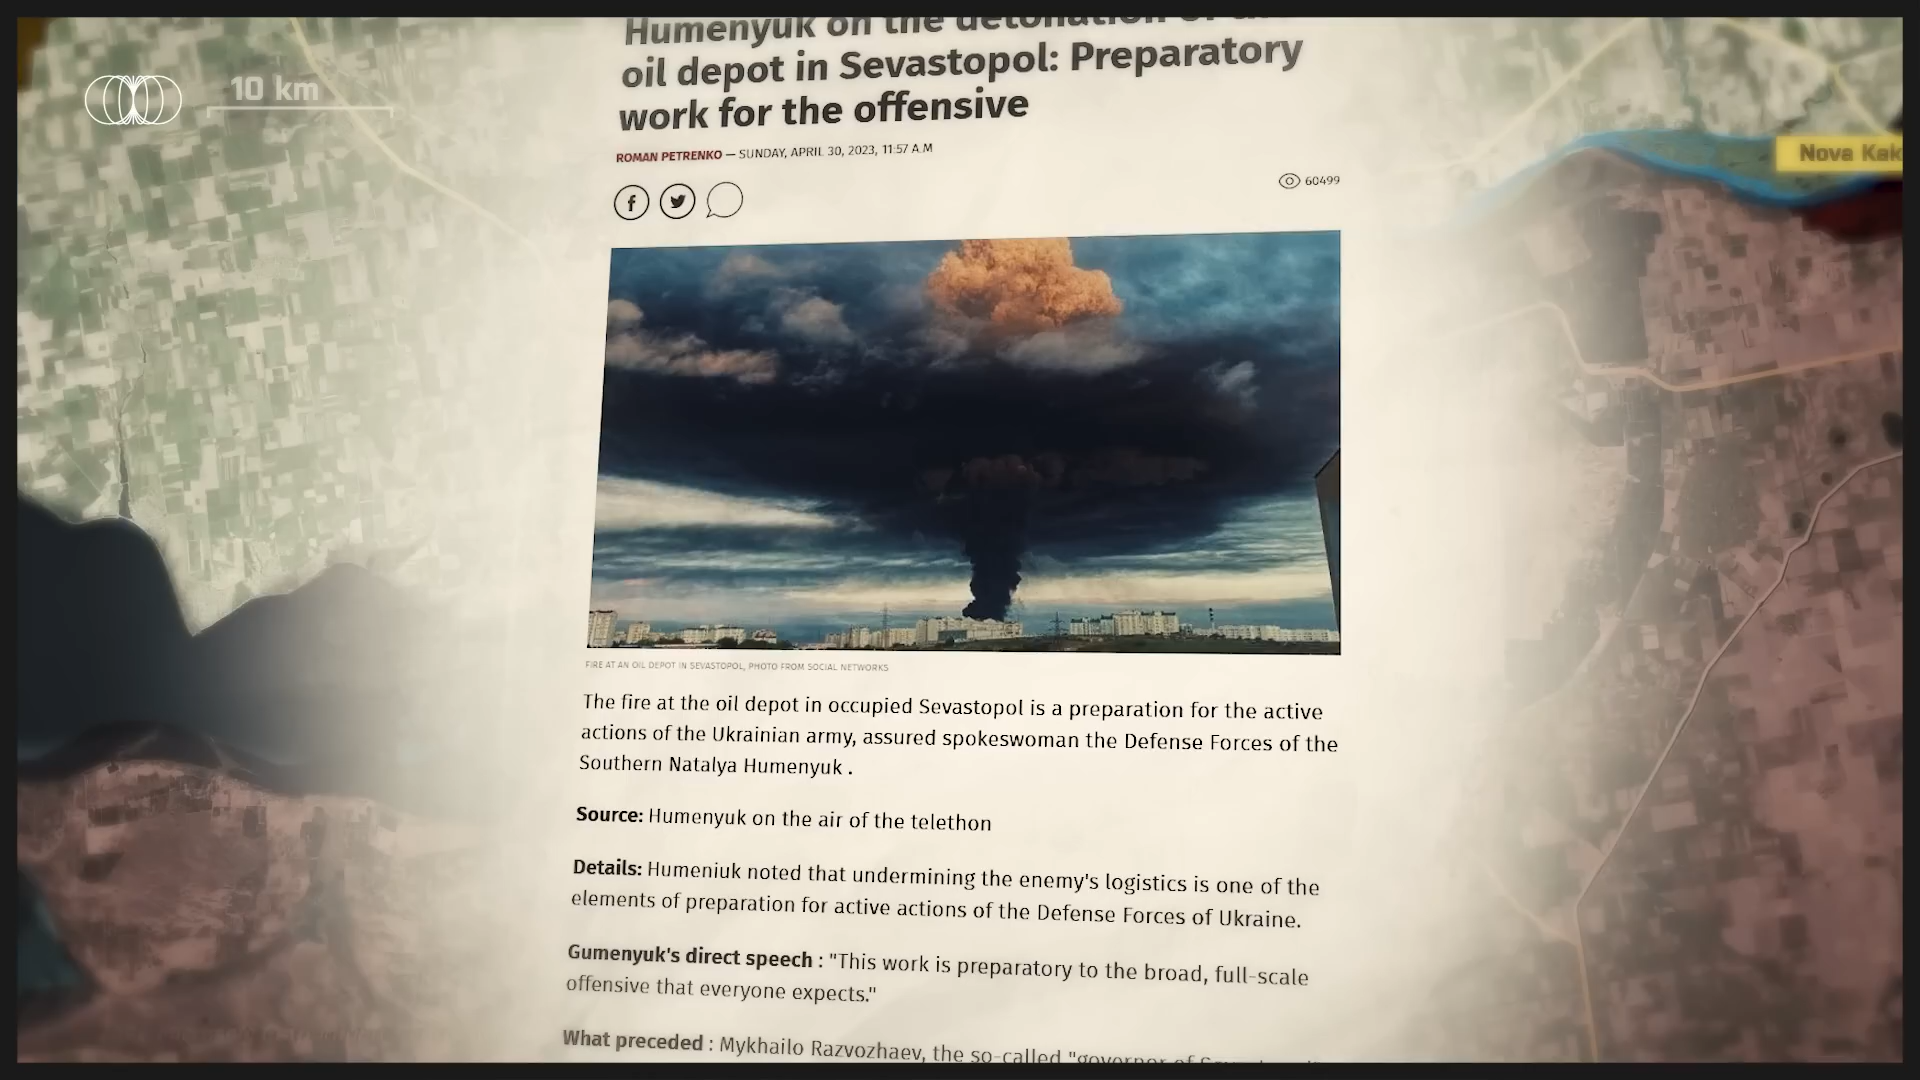 10 km
Humenyuk on the detonation
oil depot in Sevastopol: Preparatory
work for the offensive
ROMAN PETRENKO — SUNDAY, APRIL 30, 2023, 11:57 A.M
60499
Nova Kak
FIRE AT AN OIL DEPOT IN SEVASTOPOL, PHOTO FROM SOCIAL NETWORKS
The fire at the oil depot in occupied Sevastopol is a preparation for the active
actions of the Ukrainian army, assured spokeswoman the Defense Forces of the
Southern Natalya Humenyuk .
Source: Humenyuk on the air of the telethon
Details: Humeniuk noted that undermining the enemy's logistics is one of the
elements of preparation for active actions of the Defense Forces of Ukraine.
Gumenyuk's direct speech : "This work is preparatory to the broad, full-scale
offensive that everyone expects."
What preceded : Mykhailo Razvozhaev, the so-called "governor of